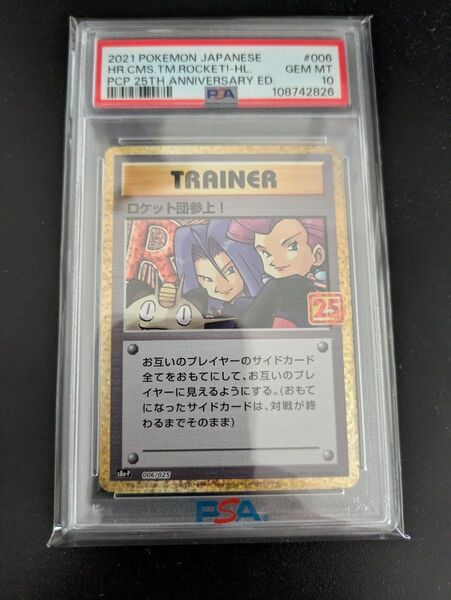 2021 POKEMON JAPANESE #006
HR.CMS.TM.ROCKET!-HL. GEM MT
PCP 25TH ANNIVERSARY ED. 10
PSA 108742826
TRAINER
ロケット団参上!
R
25
お互いのプレイヤーのサイドカード
全てをおもてにして、お互いのプレ
イヤーに見えるようにする。(おもて
になったサイドカードは、対戦が終
わるまでそのまま)
s8a-P 006/025
PSA